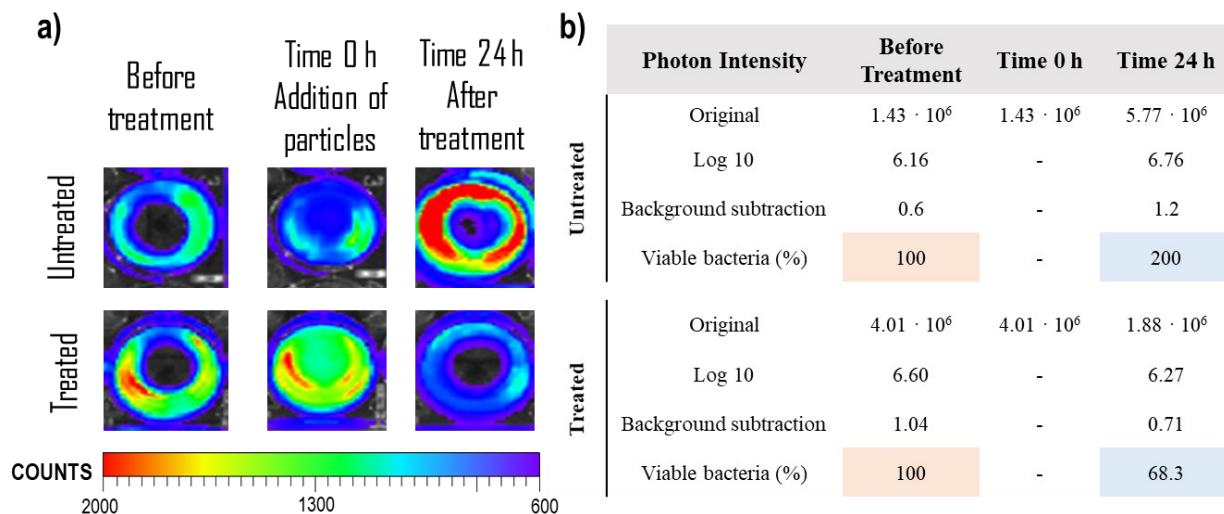 a)
Before
treatment
Time 0 h
Addition of
particles
Time 24 h
After
treatment
Untreated
Treated
COUNTS
2000 1300 600
b)
Photon Intensity Before Treatment Time 0 h Time 24 h
Untreated
Original 1.43 · 10⁶ 1.43 · 10⁶ 5.77 · 10⁶
Log 10 6.16 - 6.76
Background subtraction 0.6 - 1.2
Viable bacteria (%) 100 - 200
Treated
Original 4.01 · 10⁶ 4.01 · 10⁶ 1.88 · 10⁶
Log 10 6.60 - 6.27
Background subtraction 1.04 - 0.71
Viable bacteria (%) 100 - 68.3